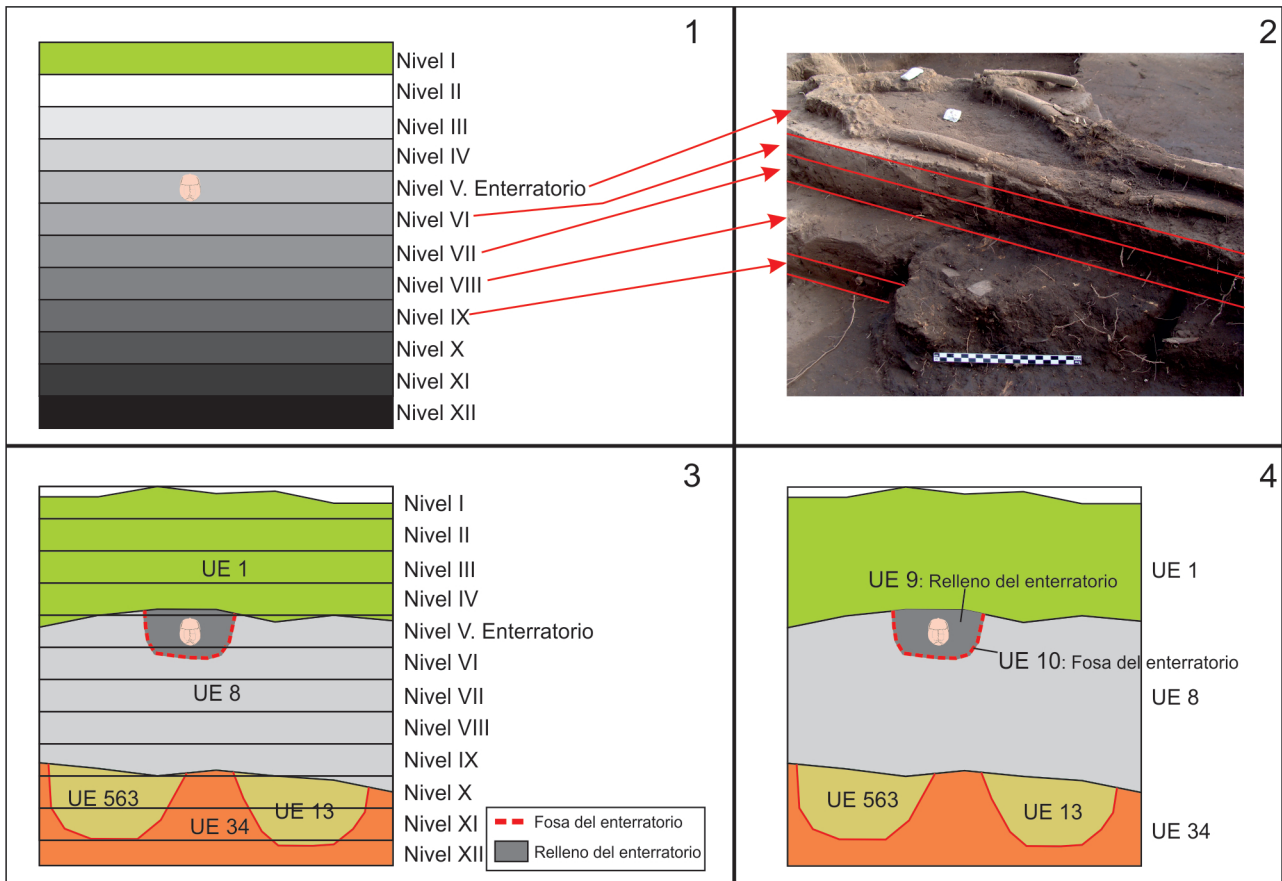 1
Nivel I
Nivel II
Nivel III
Nivel IV
Nivel V. Enterratorio
Nivel VI
Nivel VII
Nivel VIII
Nivel IX
Nivel X
Nivel XI
Nivel XII
2
3
Nivel I
Nivel II
UE 1
Nivel III
Nivel IV
Nivel V. Enterratorio
Nivel VI
UE 8
Nivel VII
Nivel VIII
Nivel IX
UE 563
Nivel X
UE 13
UE 34
Nivel XI
Nivel XII
Fosa del enterratorio
Relleno del enterratorio
4
UE 1
UE 9: Relleno del enterratorio
UE 10: Fosa del enterratorio
UE 8
UE 563
UE 13
UE 34